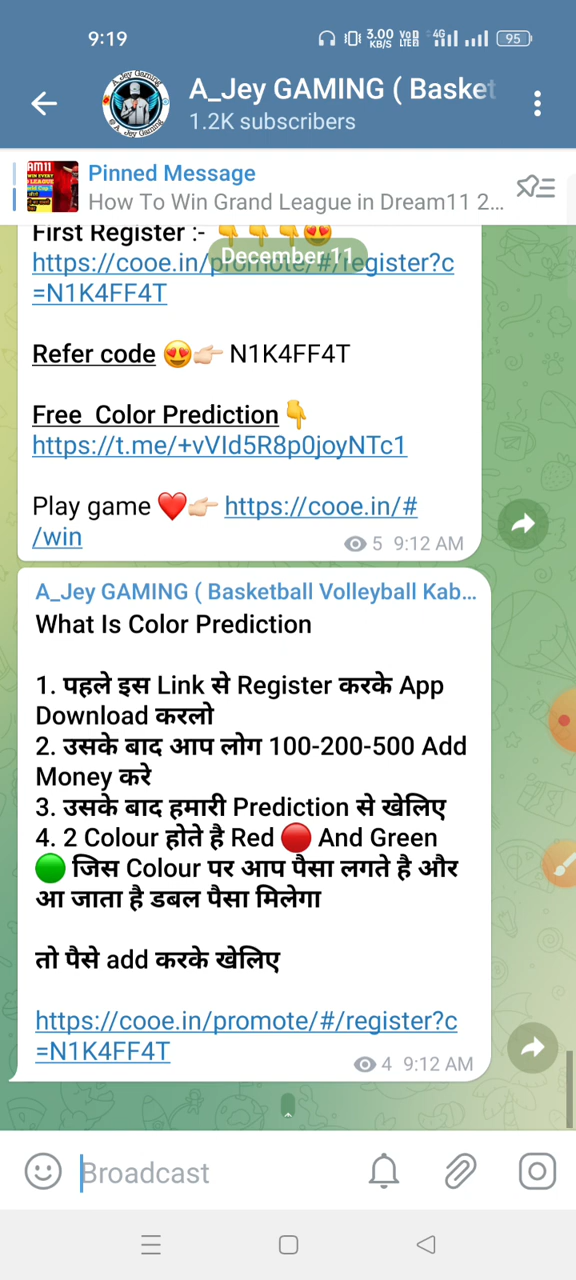 9:19
3.00 KB/S
VoD LTE
4G
95
A_Jey GAMING ( Basket
1.2K subscribers
Pinned Message
How To Win Grand League in Dream11 2...
First Register :- 👇👇👇😍
December 11
https://cooe.in/promote/#/register?c
=N1K4FF4T
Refer code 😍👉🏻 N1K4FF4T
Free Color Prediction👇
https://t.me/+vVId5R8p0joyNTc1
Play game ❤️👉🏻 https://cooe.in/#
/win
5 9:12 AM
A_Jey GAMING ( Basketball Volleyball Kab...
What Is Color Prediction
1. पहले इस Link से Register करके App
Download करलो
2. उसके बाद आप लोग 100-200-500 Add
Money करे
3. उसके बाद हमारी Prediction से खेलिए
4. 2 Colour होते है Red 🔴 And Green
🟢 जिस Colour पर आप पैसा लगते है और
आ जाता है डबल पैसा मिलेगा
तो पैसे add करके खेलिए
https://cooe.in/promote/#/register?c
=N1K4FF4T
4 9:12 AM
Broadcast